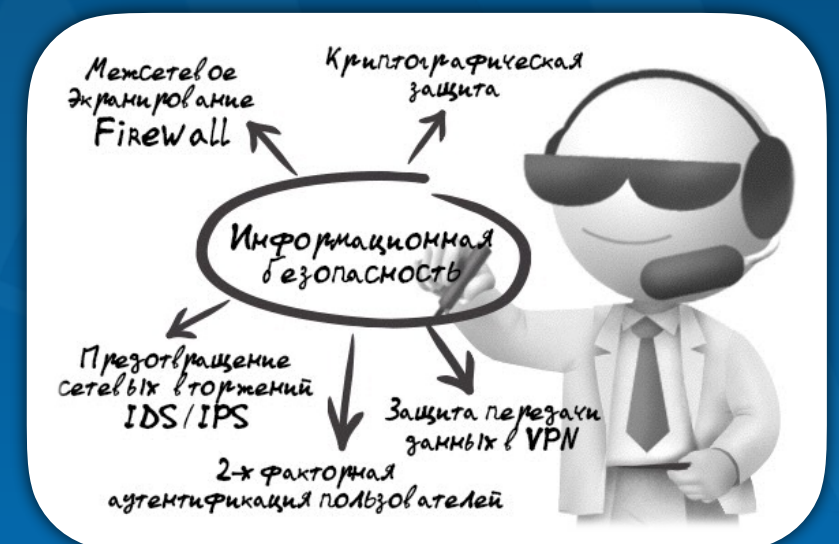 Межсетевое
экранирование
Firewall
Криптографическая
защита
Информационная
безопасность
Предотвращение
сетевых вторжений
IDS/IPS
Защита передачи
данных в VPN
2-х факторная
аутентификация пользователей